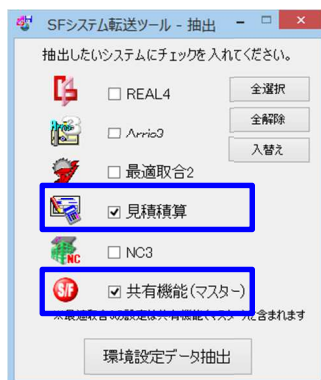 SFシステム転送ツール - 抽出
抽出したいシステムにチェックを入れてください。
REAL4
全選択
Arrio3
全解除
入替え
最適取合2
見積積算
NC
NC3
S/F
共有機能(マスター)
※最適取合の設定は共有機能(マスター)に含まれます
環境設定データ抽出